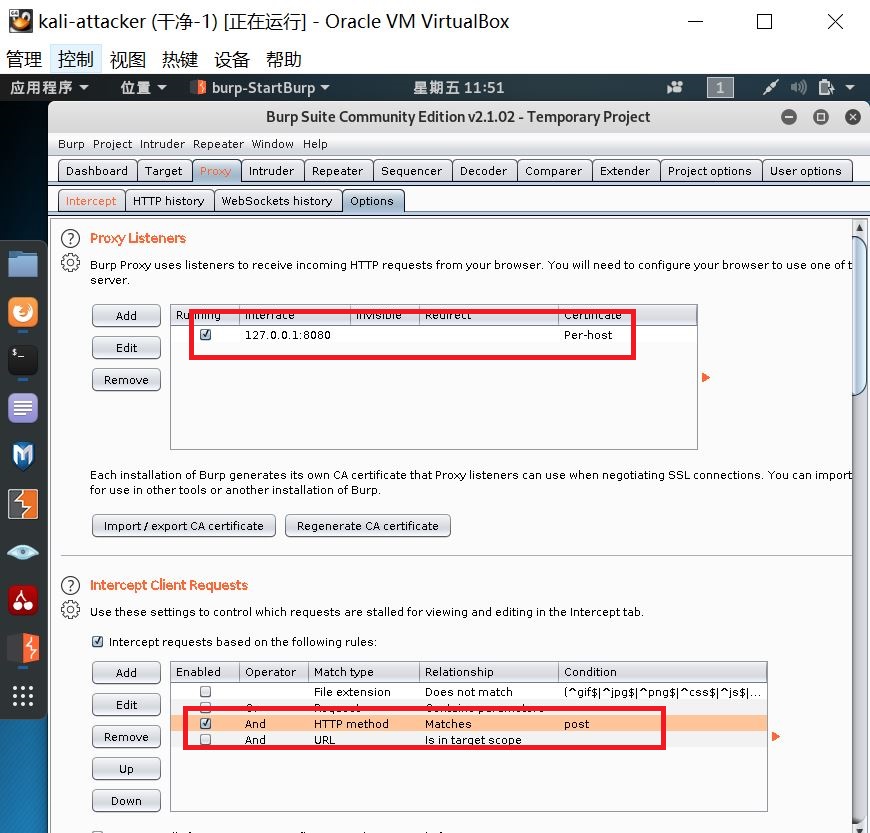 kali-attacker (干净-1) [正在运行] - Oracle VM VirtualBox
管理 控制 视图 热键 设备 帮助
应用程序 位置 burp-StartBurp 星期五 11:51 1
Burp Suite Community Edition v2.1.02 - Temporary Project
Burp Project Intruder Repeater Window Help
Dashboard Target Proxy Intruder Repeater Sequencer Decoder Comparer Extender Project options User options
Intercept HTTP history WebSockets history Options
? Proxy Listeners
Burp Proxy uses listeners to receive incoming HTTP requests from your browser. You will need to configure your browser to use one of t
server.
Add Running Interface Invisible Redirect Certificate
127.0.0.1:8080 Per-host
Edit
Remove
Each installation of Burp generates its own CA certificate that Proxy listeners can use when negotiating SSL connections. You can import
for use in other tools or another installation of Burp.
Import / export CA certificate Regenerate CA certificate
? Intercept Client Requests
Use these settings to control which requests are stalled for viewing and editing in the Intercept tab.
Intercept requests based on the following rules:
Add Enabled Operator Match type Relationship Condition
File extension Does not match (^gif$|^jpg$|^png$|^css$|^js$|...
Edit Or Request Contains parameters
And HTTP method Matches post
Remove And URL Is in target scope
Up
Down